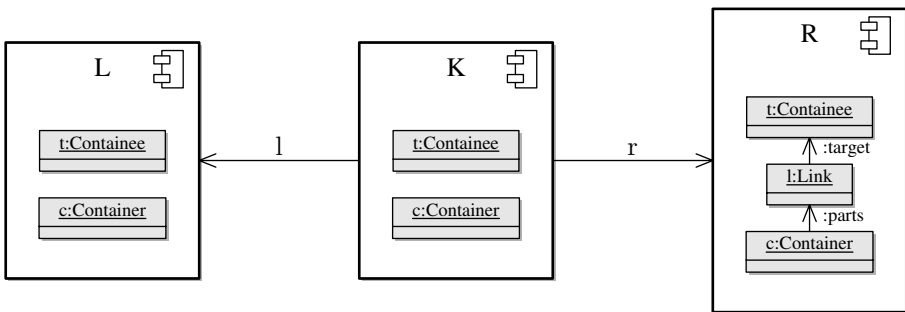 L
t:Containee
c:Container
l
K
t:Containee
c:Container
r
R
t:Containee
:target
l:Link
:parts
c:Container